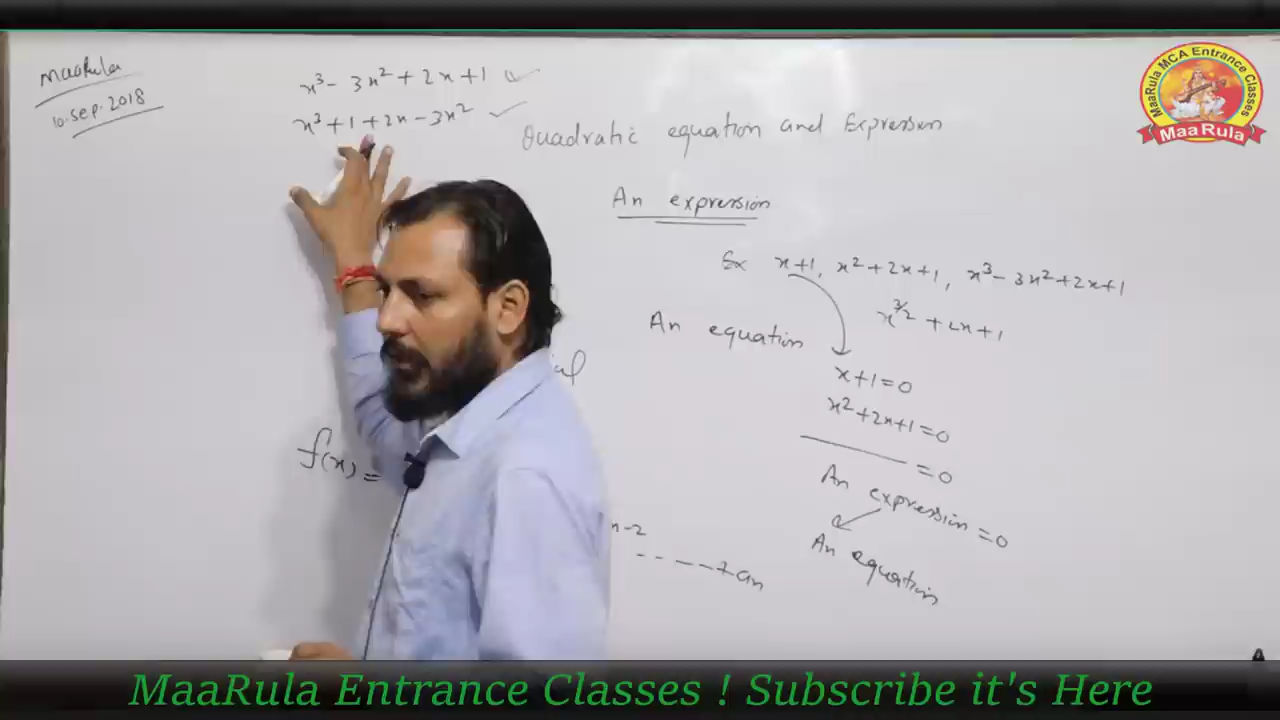 MaaRula
10-Sep-2018
x³ - 3x² + 2x + 1
x³ + 1 + 2x - 3x²
Quadratic equation and Expression
An expression
Ex x+1, x²+2x+1, x³-3x²+2x+1
x^3/2 + 2x + 1
An equation
x+1=0
x²+2x+1=0
=0
An expression = 0
An equation
f(x) =
n-2
-- -- -- + an
MaaRula MCA Entrance Classes
MaaRula
MaaRula Entrance Classes ! Subscribe it's Here